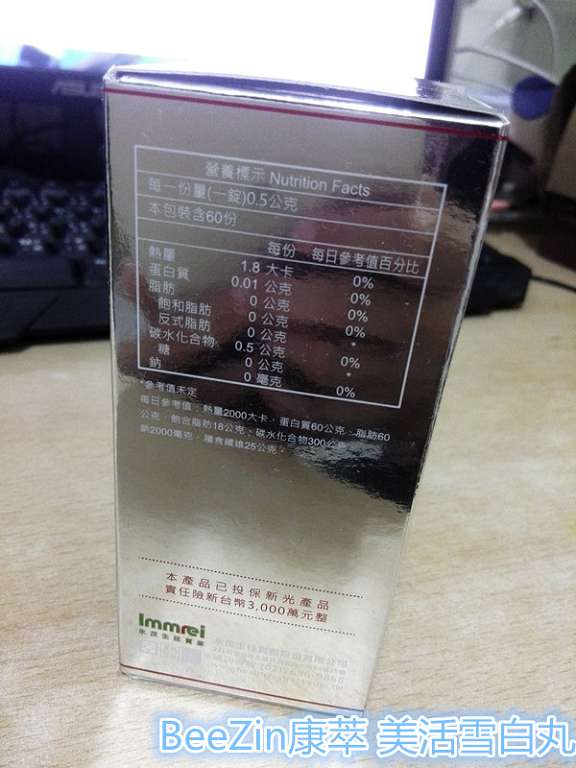 ASUS
營養標示 Nutrition Facts
每一份量(一錠)0.5公克
本包裝含60份
每份 每日參考值百分比
熱量 1.8 大卡 0%
蛋白質 0.01 公克 0%
脂肪 0 公克 0%
飽和脂肪 0 公克 0%
反式脂肪 0 公克 *
碳水化合物 0.5 公克 0%
糖 0 公克 *
鈉 0 毫克 0%
*參考值未定
每日參考值：熱量2000大卡、蛋白質60公克、脂肪60
公克、飽合脂肪18公克、碳水化合物300公克、
鈉2000毫克、膳食纖維25公克。
本產品已投保新光產品
責任險新台幣3,000萬元整
Immrei
BeeZin康萃 美活雪白丸